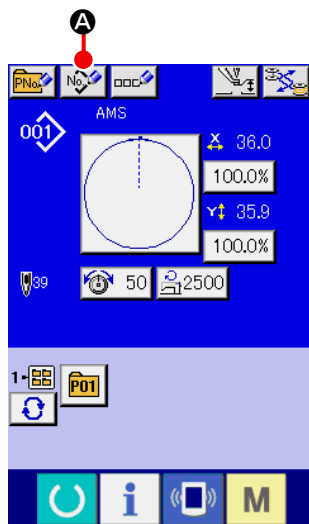 A
PNo. No.
AMS
001
X 36.0
100.0%
Y 35.9
100.0%
39 50 2500
1-
P01
i M